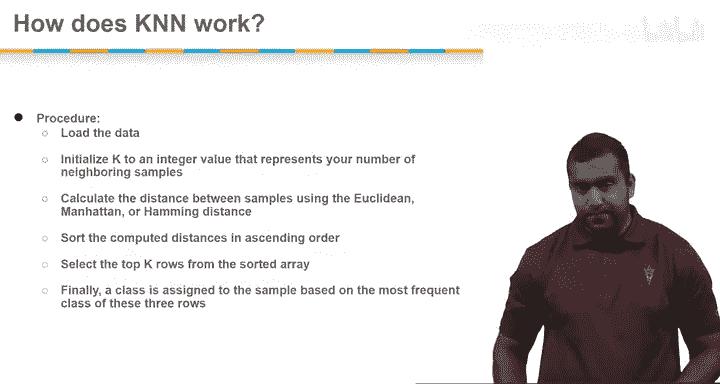 How does KNN work?
Procedure:
Load the data
Initialize K to an integer value that represents your number of
neighboring samples
Calculate the distance between samples using the Euclidean,
Manhattan, or Hamming distance
Sort the computed distances in ascending order
Select the top K rows from the sorted array
Finally, a class is assigned to the sample based on the most frequent
class of these three rows